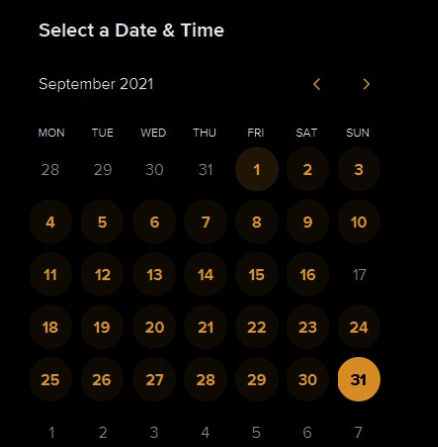 Select a Date & Time
September 2021
MON TUE WED THU FRI SAT SUN
28 29 30 31 1 2 3
4 5 6 7 8 9 10
11 12 13 14 15 16 17
18 19 20 21 22 23 24
25 26 27 28 29 30 31
1 2 3 4 5 6 7